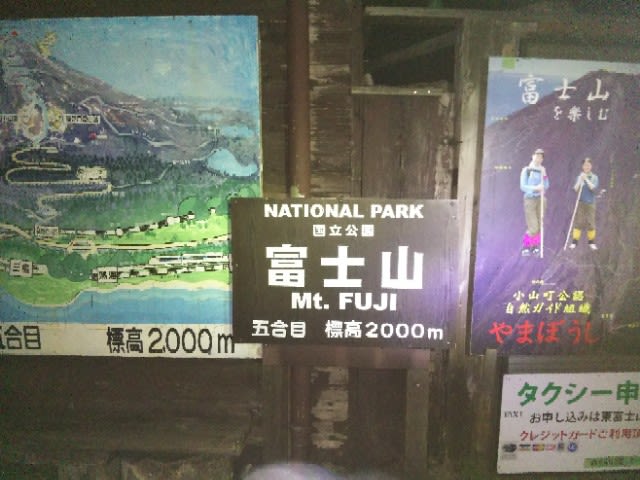 五合目 標高2,000m
NATIONAL PARK
国立公園
富士山
Mt. FUJI
五合目 標高2000m
富士山
を楽しむ
小山町公認
自然ガイド組織
やまぼうし
タクシー申
お申し込みは東富士
クレジットカードご利用頂